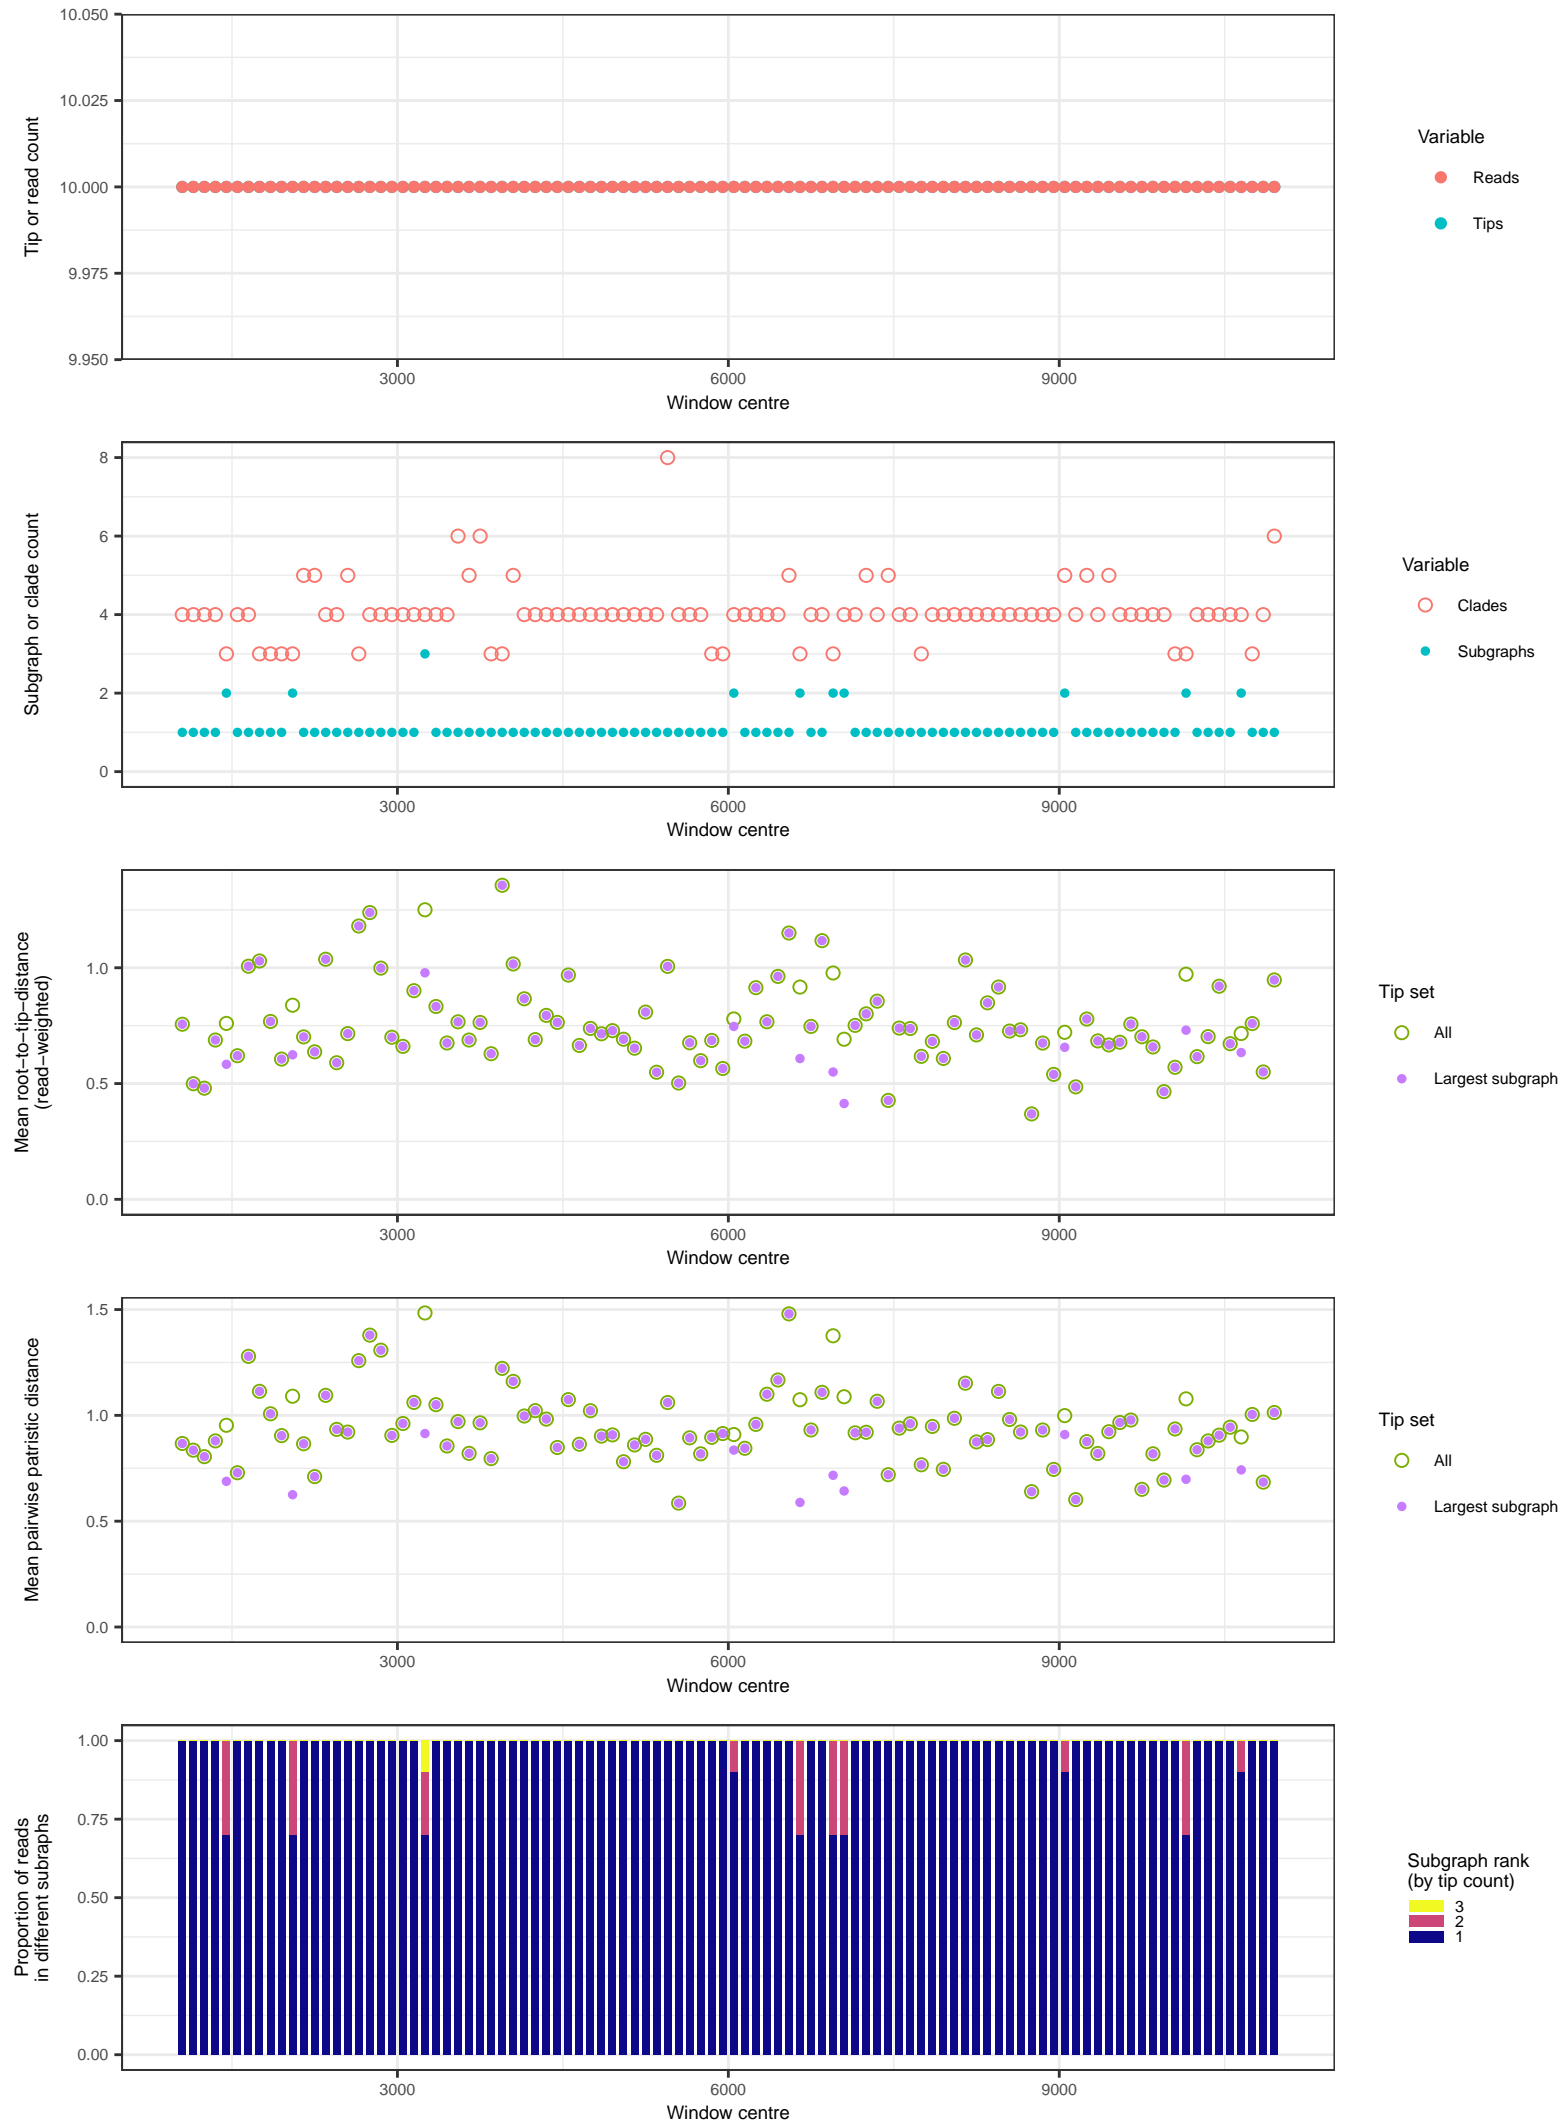 10.050
10.025
10.000
9.975
9.950
Tip or read count
3000 6000 9000
Window centre
Variable
Reads
Tips
8
6
4
2
0
Subgraph or clade count
3000 6000 9000
Window centre
Variable
Clades
Subgraphs
1.0
0.5
0.0
Mean root−to−tip−distance
(read−weighted)
3000 6000 9000
Window centre
Tip set
All
Largest subgraph
1.5
1.0
0.5
0.0
Mean pairwise patristic distance
3000 6000 9000
Window centre
Tip set
All
Largest subgraph
1.00
0.75
0.50
0.25
0.00
Proportion of reads
in different subraphs
3000 6000 9000
Window centre
Subgraph rank
(by tip count)
3
2
1